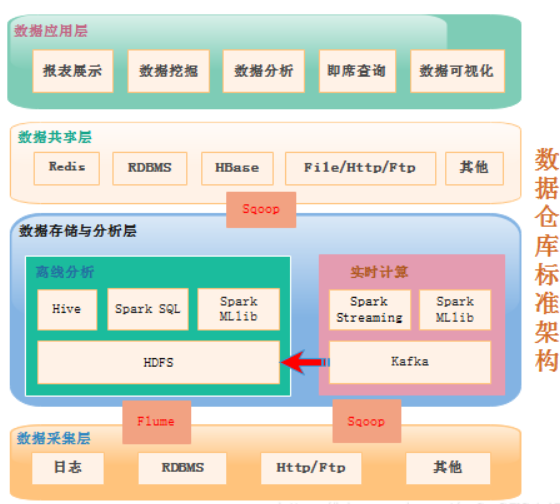 数据应用层
报表展示 数据挖掘 数据分析 即席查询 数据可视化
数据共享层
Redis RDBMS HBase File/Http/Ftp 其他
Sqoop
数据存储与分析层
离线分析 实时计算
Hive Spark SQL Spark MLlib Spark Streaming Spark MLlib
HDFS Kafka
Flume Sqoop
数据采集层
日志 RDBMS Http/Ftp 其他
数据仓库标准架构